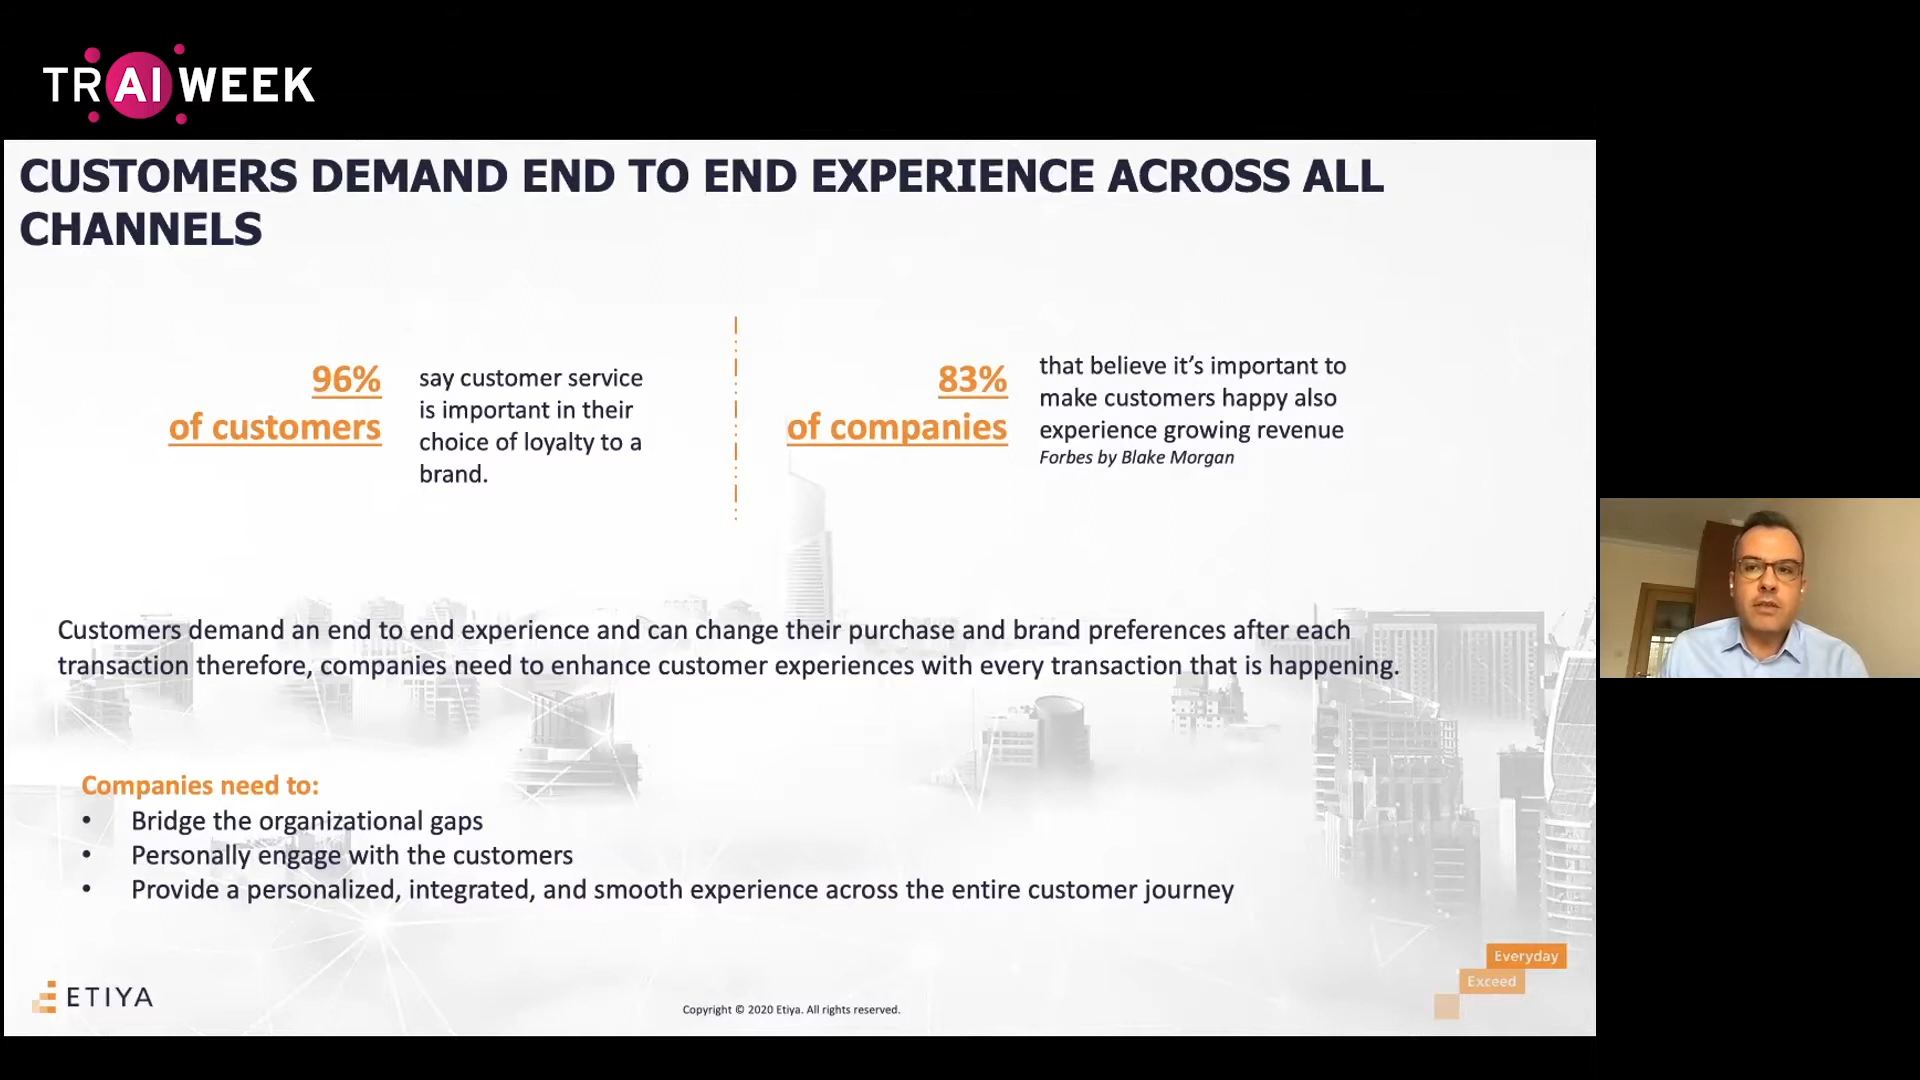 TRAI WEEK
CUSTOMERS DEMAND END TO END EXPERIENCE ACROSS ALL
CHANNELS
96%
of customers
say customer service
is important in their
choice of loyalty to a
brand.
83%
of companies
that believe it’s important to
make customers happy also
experience growing revenue
Forbes by Blake Morgan
Customers demand an end to end experience and can change their purchase and brand preferences after each
transaction therefore, companies need to enhance customer experiences with every transaction that is happening.
Companies need to:
• Bridge the organizational gaps
• Personally engage with the customers
• Provide a personalized, integrated, and smooth experience across the entire customer journey
Everyday
Exceed
ETIYA
Copyright © 2020 Etiya. All rights reserved.